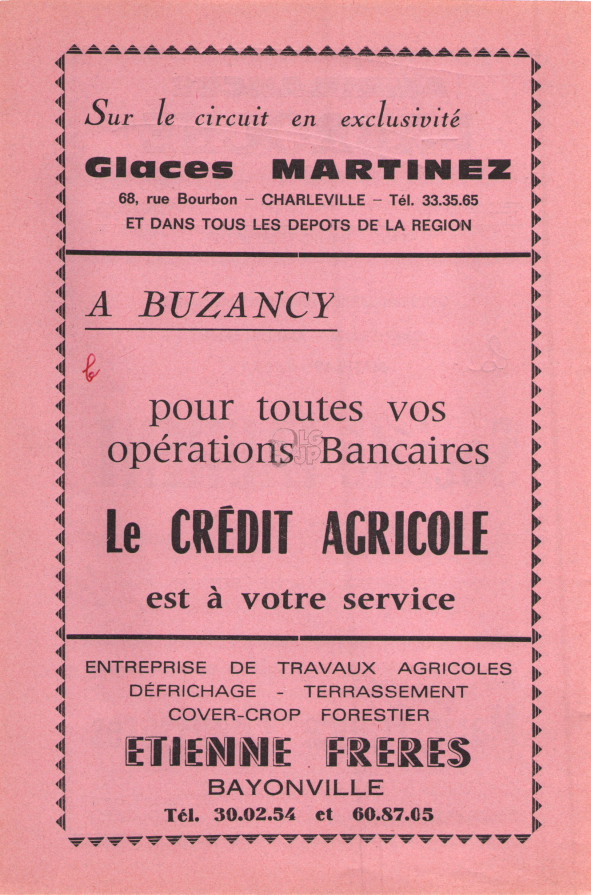 Sur le circuit en exclusivité
Glaces MARTINEZ
68, rue Bourbon – CHARLEVILLE – Tél. 33.35.65
ET DANS TOUS LES DEPOTS DE LA REGION
A BUZANCY
pour toutes vos
opérations Bancaires
LG
JP
Le CRÉDIT AGRICOLE
est à votre service
ENTREPRISE DE TRAVAUX AGRICOLES
DÉFRICHAGE - TERRASSEMENT
COVER-CROP FORESTIER
ETIENNE FRERES
BAYONVILLE
Tél. 30.02.54 et 60.87.05